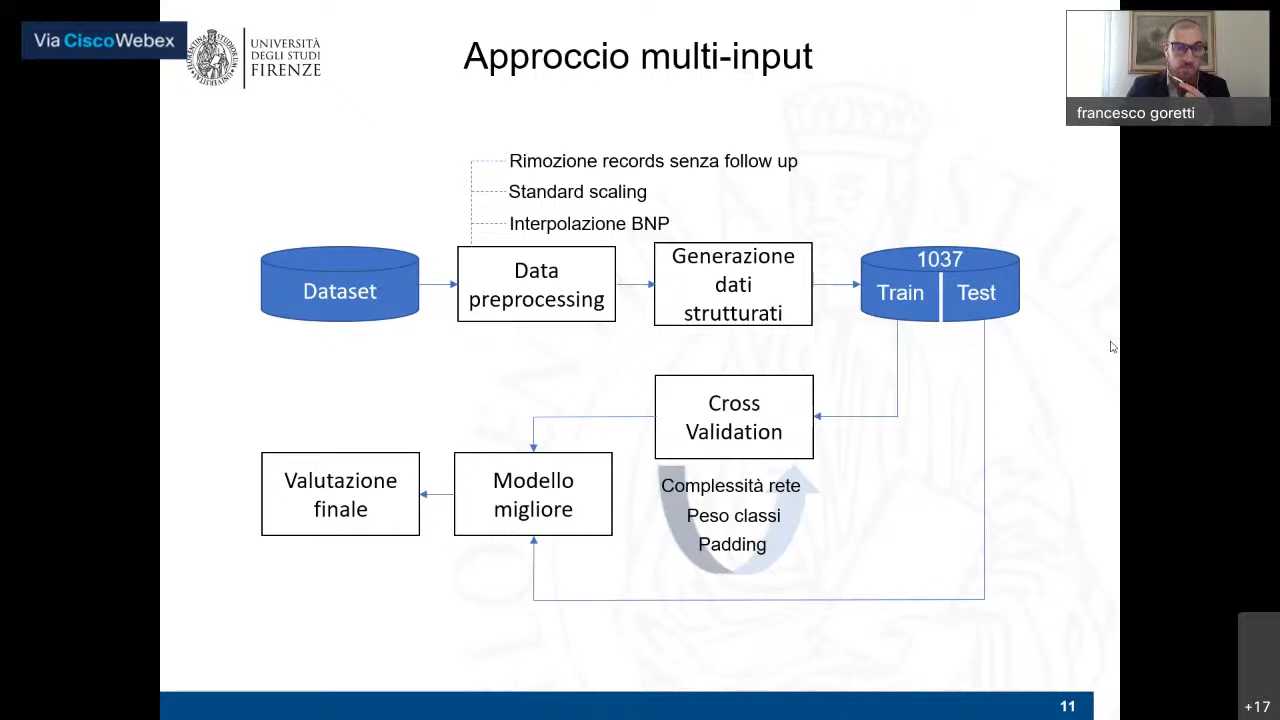 Via Cisco Webex
UNIVERSITÀ
DEGLI STUDI
FIRENZE
Approccio multi-input
francesco goretti
Rimozione records senza follow up
Standard scaling
Interpolazione BNP
Dataset
Data
preprocessing
Generazione
dati
strutturati
1037
Train
Test
Cross
Validation
Complessità rete
Peso classi
Padding
Modello
migliore
Valutazione
finale
11
+17